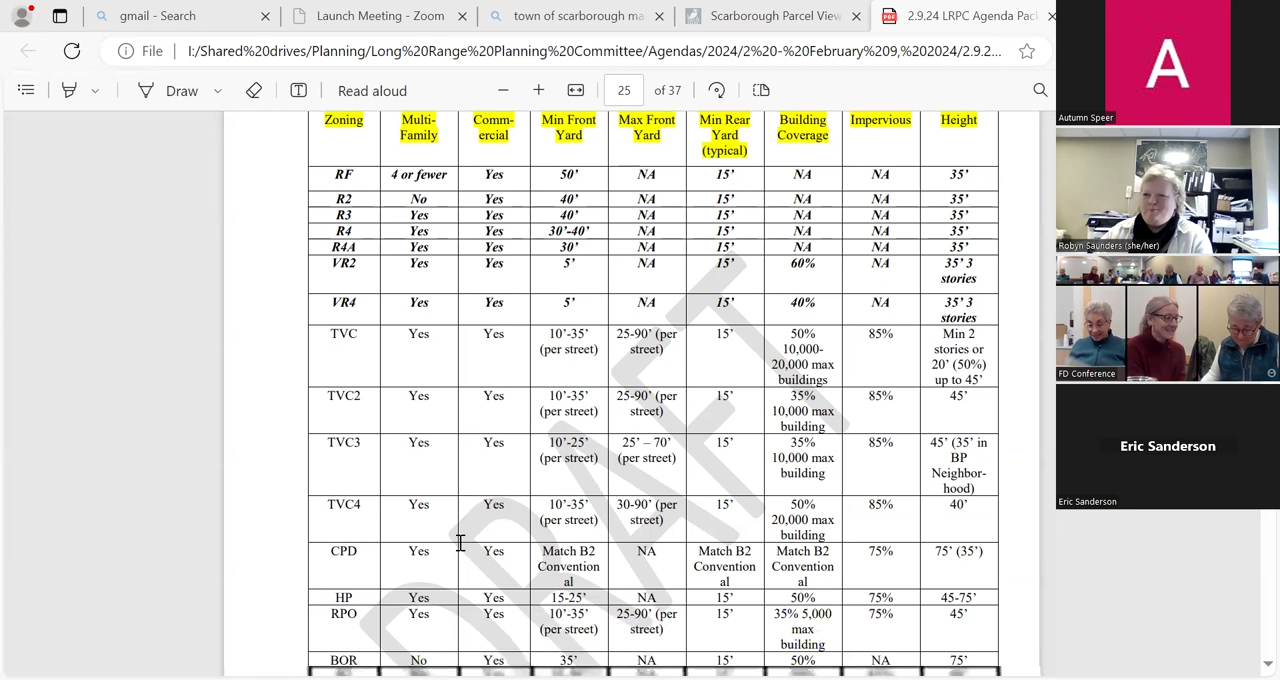 gmail - Search
Launch Meeting - Zoom
town of scarborough ma
Scarborough Parcel View
2.9.24 LRPC Agenda Pack
File
I:/Shared%20drives/Planning/Long%20Range%20Planning%20Committee/Agendas/2024/2%20-%20February%209,%202024/2.9.2...
Draw
Read aloud
25
of 37
Zoning Multi-Family Comm-ercial Min Front Yard Max Front Yard Min Rear Yard (typical) Building Coverage Impervious Height
RF 4 or fewer Yes 50’ NA 15’ NA NA 35’
R2 No Yes 40’ NA 15’ NA NA 35’
R3 Yes Yes 40’ NA 15’ NA NA 35’
R4 Yes Yes 30’-40’ NA 15’ NA NA 35’
R4A Yes Yes 30’ NA 15’ NA NA 35’
VR2 Yes Yes 5’ NA 15’ 60% NA 35’ 3 stories
VR4 Yes Yes 5’ NA 15’ 40% NA 35’ 3 stories
TVC Yes Yes 10’-35’ (per street) 25-90’ (per street) 15’ 50% 10,000-20,000 max buildings 85% Min 2 stories or 20’ (50%) up to 45’
TVC2 Yes Yes 10’-35’ (per street) 25-90’ (per street) 15’ 35% 10,000 max building 85% 45’
TVC3 Yes Yes 10’-25’ (per street) 25’ – 70’ (per street) 15’ 35% 10,000 max building 85% 45’ (35’ in BP Neighbor-hood)
TVC4 Yes Yes 10’-35’ (per street) 30-90’ (per street) 15’ 50% 20,000 max building 85% 40’
CPD Yes Yes Match B2 Conventional NA Match B2 Conventional Match B2 Conventional 75% 75’ (35’)
HP Yes Yes 15-25’ NA 15’ 50% 75% 45-75’
RPO Yes Yes 10’-35’ (per street) 25-90’ (per street) 15’ 35% 5,000 max building 75% 45’
BOR No Yes 35’ NA 15’ 50% NA 75’
DRAFT
A
Autumn Speer
Robyn Saunders (she/her)
FD Conference
Eric Sanderson
Eric Sanderson